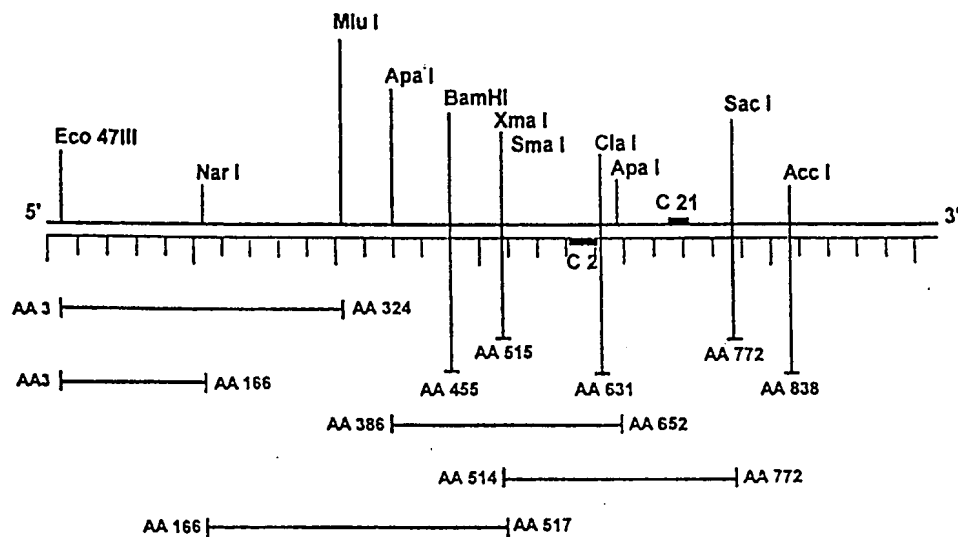 Mlu I
Apa I
BamHI
Xma I
Sma I
Sac I
Eco 47III
Cla I
Nar I
Apa I
Acc I
C 21
5'
3'
C 2
AA 3
AA 324
AA 515
AA 772
AA3
AA 166
AA 455
AA 631
AA 838
AA 386
AA 652
AA 514
AA 772
AA 166
AA 517